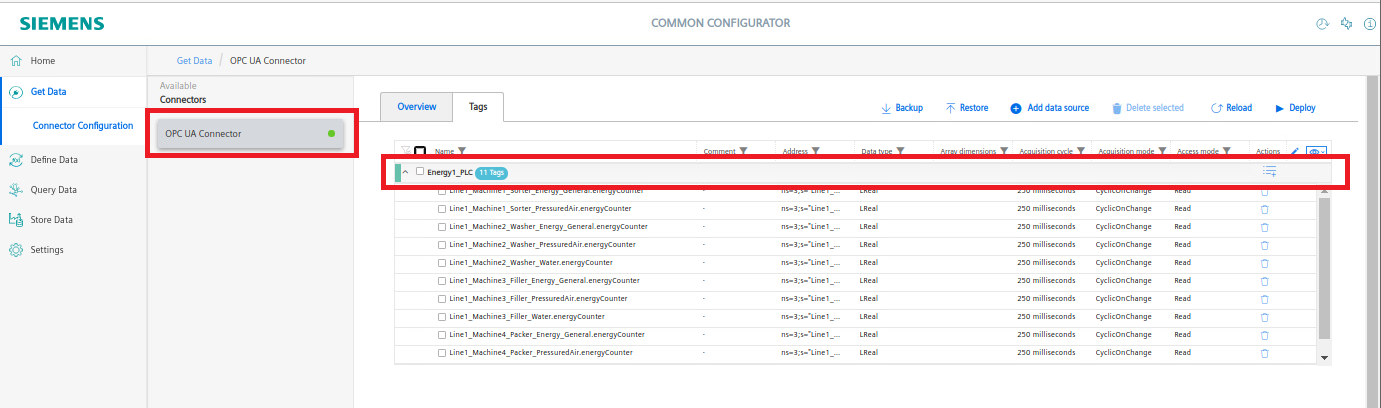 SIEMENS
COMMON CONFIGURATOR
Home
Get Data
Connector Configuration
Define Data
Query Data
Store Data
Settings
Get Data / OPC UA Connector
Available
Connectors
OPC UA Connector
Overview Tags
Backup Restore Add data source Delete selected Reload Deploy
Name Comment Address Data type Array dimensions Acquisition cycle Acquisition mode Access mode Actions
Energy1_PLC 11 Tags
Line1_Machine1_Sorter_Energy_General.energyCounter - ns=3;s="Line1_... LReal 250 milliseconds CyclicOnChange Read
Line1_Machine1_Sorter_PressuredAir.energyCounter - ns=3;s="Line1_... LReal 250 milliseconds CyclicOnChange Read
Line1_Machine2_Washer_Energy_General.energyCounter - ns=3;s="Line1_... LReal 250 milliseconds CyclicOnChange Read
Line1_Machine2_Washer_PressuredAir.energyCounter - ns=3;s="Line1_... LReal 250 milliseconds CyclicOnChange Read
Line1_Machine2_Washer_Water.energyCounter - ns=3;s="Line1_... LReal 250 milliseconds CyclicOnChange Read
Line1_Machine3_Filler_Energy_General.energyCounter - ns=3;s="Line1_... LReal 250 milliseconds CyclicOnChange Read
Line1_Machine3_Filler_PressuredAir.energyCounter - ns=3;s="Line1_... LReal 250 milliseconds CyclicOnChange Read
Line1_Machine3_Filler_Water.energyCounter - ns=3;s="Line1_... LReal 250 milliseconds CyclicOnChange Read
Line1_Machine4_Packer_Energy_General.energyCounter - ns=3;s="Line1_... LReal 250 milliseconds CyclicOnChange Read
Line1_Machine4_Packer_PressuredAir.energyCounter - ns=3;s="Line1_... LReal 250 milliseconds CyclicOnChange Read